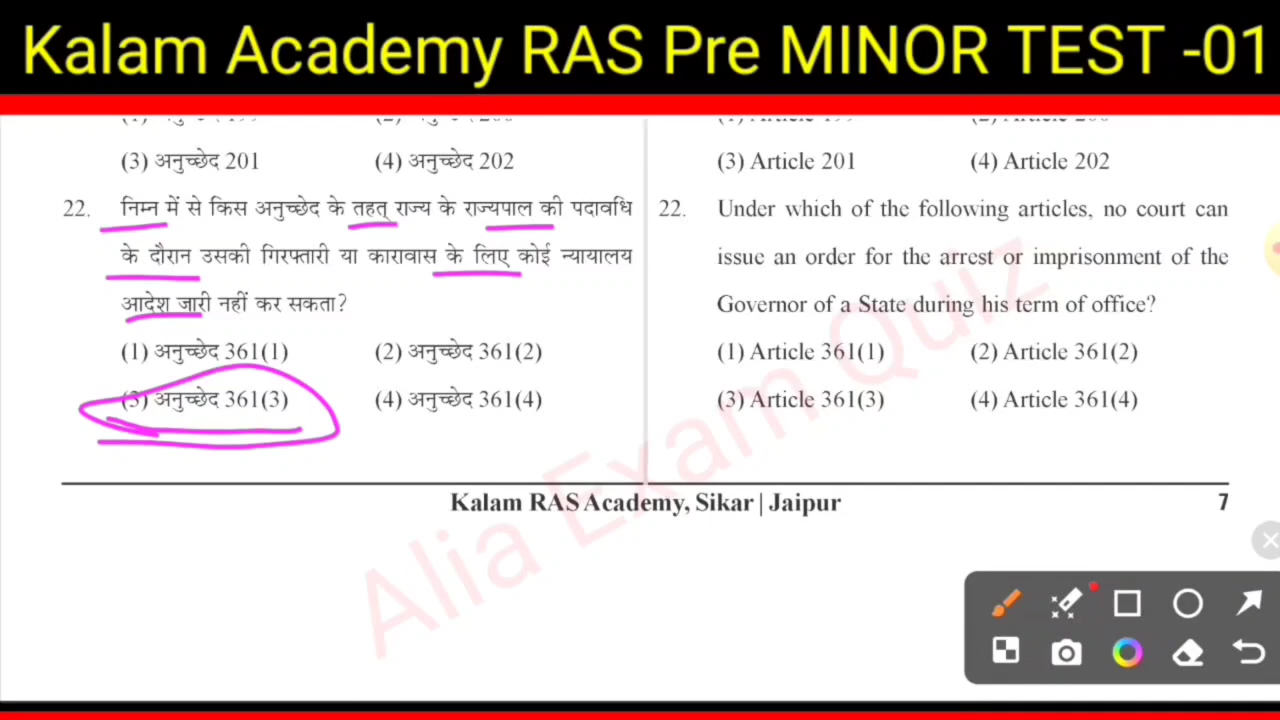 Kalam Academy RAS Pre MINOR TEST -01
(3) अनुच्छेद 201 (4) अनुच्छेद 202
22. निम्न में से किस अनुच्छेद के तहत् राज्य के राज्यपाल की पदावधि
के दौरान उसकी गिरफ्तारी या कारावास के लिए कोई न्यायालय
आदेश जारी नहीं कर सकता?
(1) अनुच्छेद 361(1) (2) अनुच्छेद 361(2)
(3) अनुच्छेद 361(3) (4) अनुच्छेद 361(4)
(3) Article 201 (4) Article 202
22. Under which of the following articles, no court can
issue an order for the arrest or imprisonment of the
Governor of a State during his term of office?
(1) Article 361(1) (2) Article 361(2)
(3) Article 361(3) (4) Article 361(4)
Kalam RAS Academy, Sikar | Jaipur 7
Alia Exam Quiz